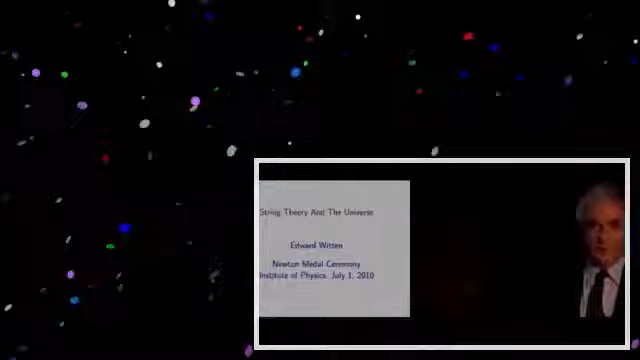 String Theory And The Universe
Edward Witten
Newton Medal Ceremony
Institute of Physics, July 1, 2010